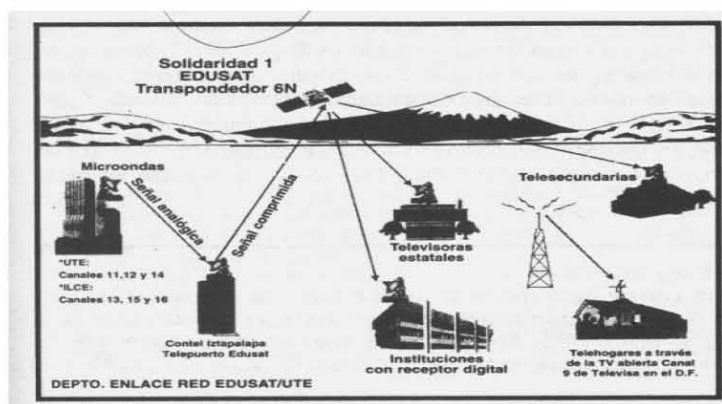 Solidaridad 1
EDUSAT
Transpondedor 6N
Microondas
Señal analógica
Señal comprimida
Telesecundarias
*UTE:
Canales 11,12 y 14
*ILCE:
Canales 13, 15 y 16
Televisoras
estatales
Contel Iztapalapa
Telepuerto Edusat
Instituciones
con receptor digital
Telehogares a través
de la TV abierta Canal
9 de Televisa en el D.F.
DEPTO. ENLACE RED EDUSAT/UTE